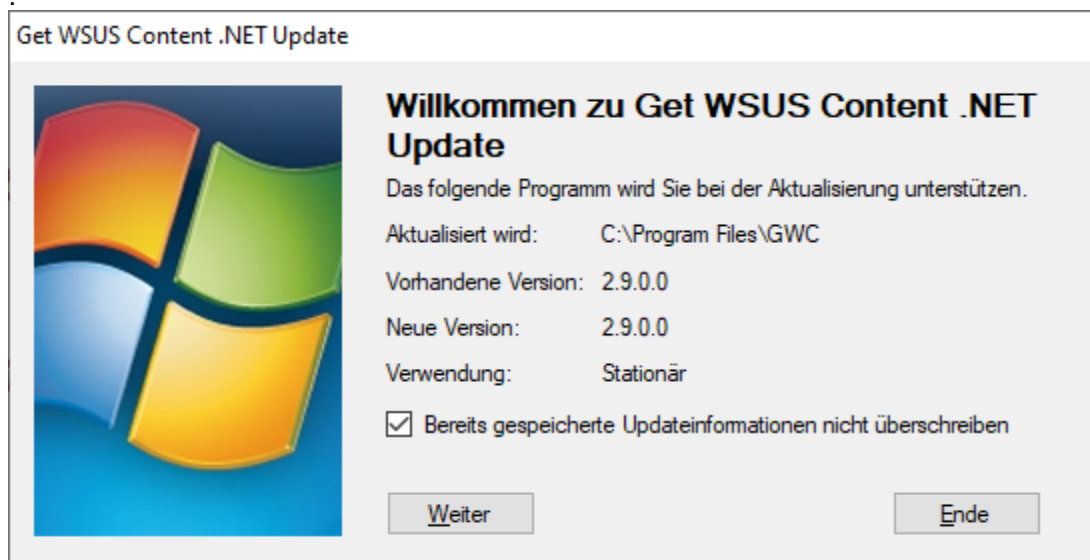 Get WSUS Content .NET Update
Willkommen zu Get WSUS Content .NET
Update
Das folgende Programm wird Sie bei der Aktualisierung unterstützen.
Aktualisiert wird: C:\Program Files\GWC
Vorhandene Version: 2.9.0.0
Neue Version: 2.9.0.0
Verwendung: Stationär
Bereits gespeicherte Updateinformationen nicht überschreiben
Weiter Ende